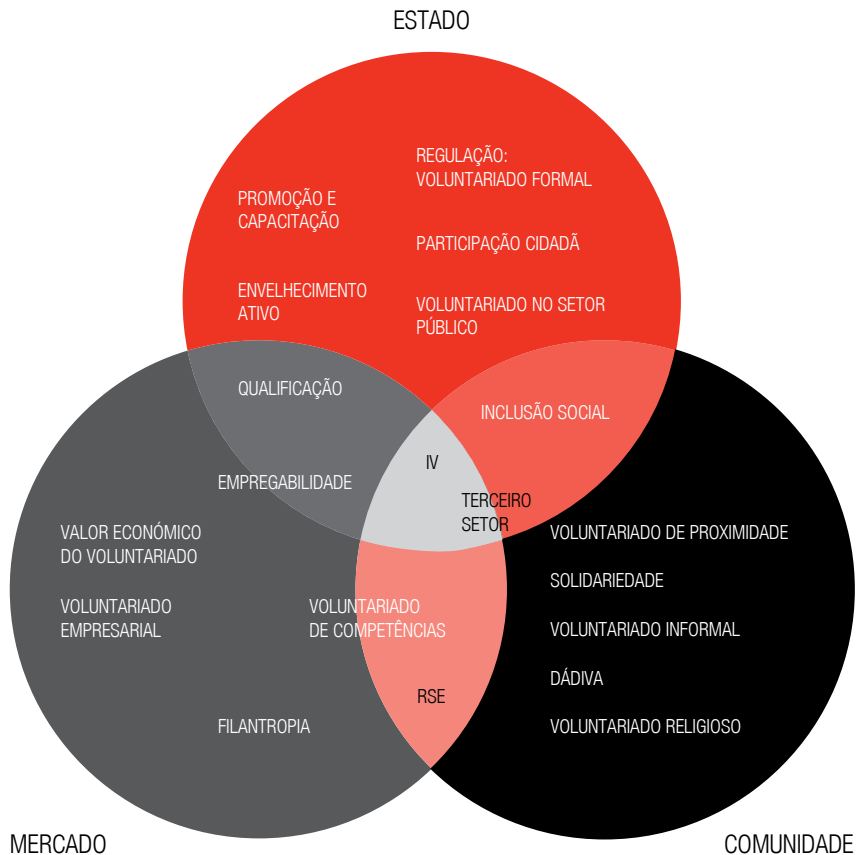 ESTADO
REGULAÇÃO:
VOLUNTARIADO FORMAL
PROMOÇÃO E
CAPACITAÇÃO
PARTICIPAÇÃO CIDADÃ
ENVELHECIMENTO
ATIVO
VOLUNTARIADO NO SETOR
PÚBLICO
QUALIFICAÇÃO
INCLUSÃO SOCIAL
IV
EMPREGABILIDADE
TERCEIRO
SETOR
VALOR ECONÓMICO
DO VOLUNTARIADO
VOLUNTARIADO DE PROXIMIDADE
SOLIDARIEDADE
VOLUNTARIADO
EMPRESARIAL
VOLUNTARIADO
DE COMPETÊNCIAS
VOLUNTARIADO INFORMAL
DÁDIVA
RSE
FILANTROPIA
VOLUNTARIADO RELIGIOSO
MERCADO
COMUNIDADE